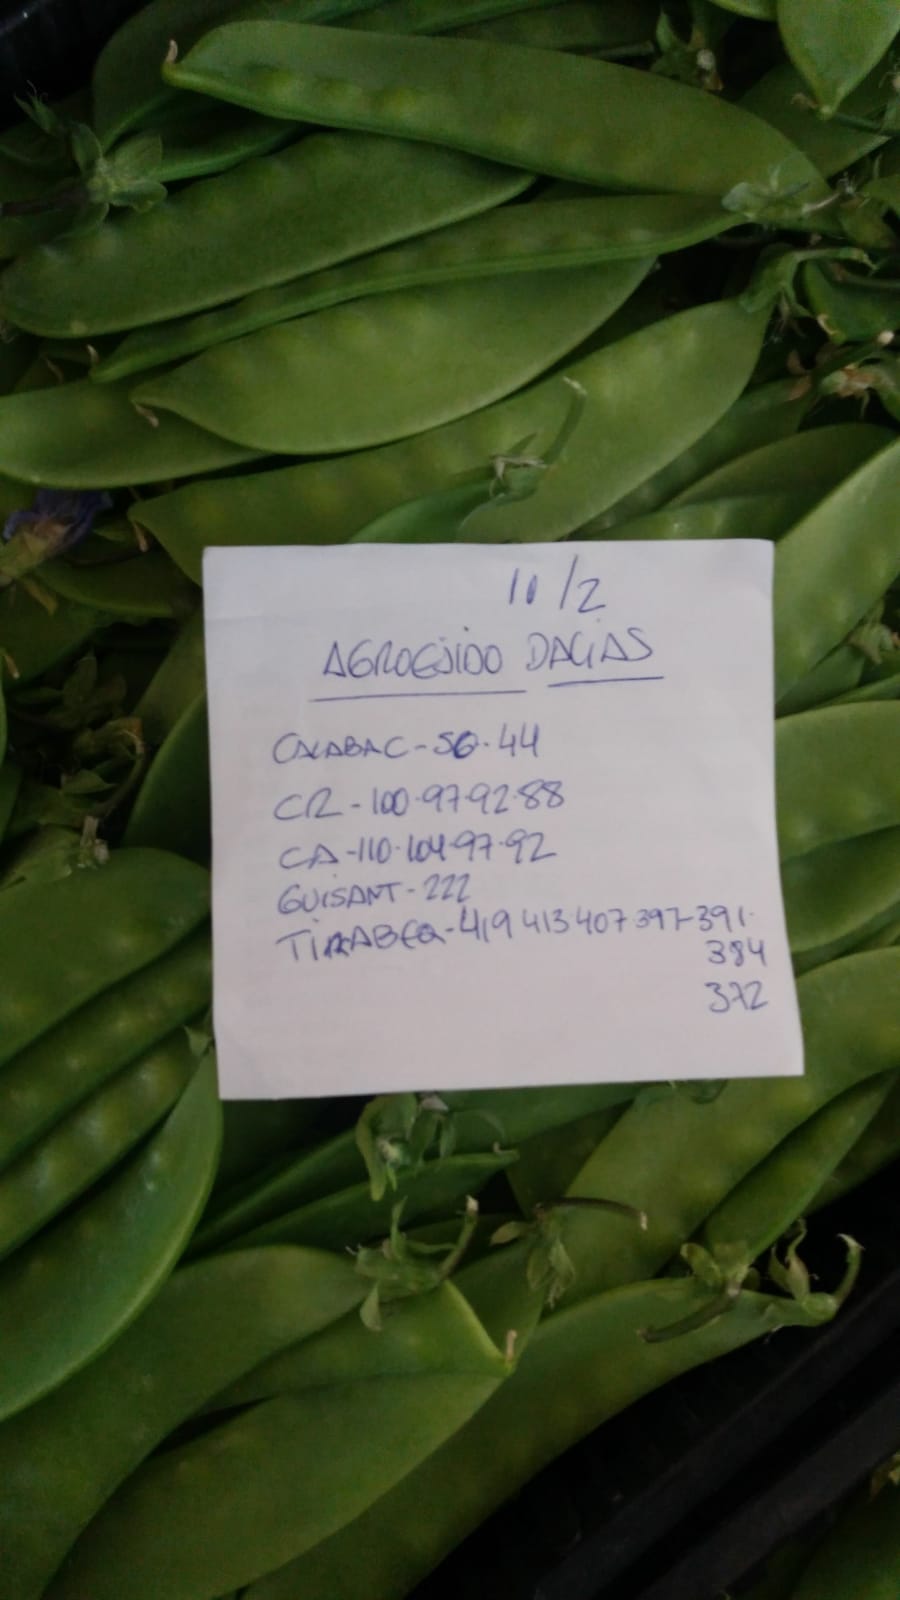 11/2
AGROEJIDO DALIAS
CALABAC-50.44
CR-100.97.92.88
CA-110.104.97.92
GUISANT-222
TIRABEQ-419 413.407.397-391.
384
372